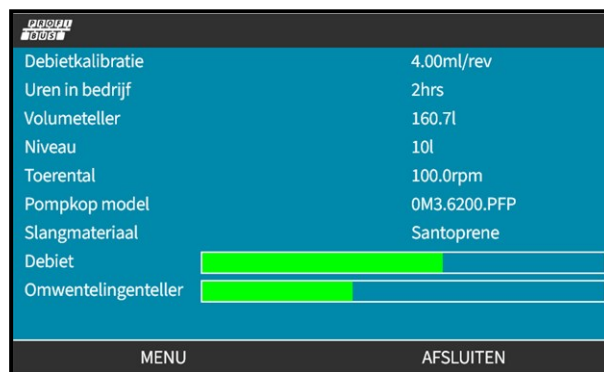 PROFI
BUS
Debietkalibratie 4.00ml/rev
Uren in bedrijf 2hrs
Volumeteller 160.7l
Niveau 10l
Toerental 100.0rpm
Pompkop model 0M3.6200.PFP
Slangmateriaal Santoprene
Debiet
Omwentelingenteller
MENU AFSLUITEN